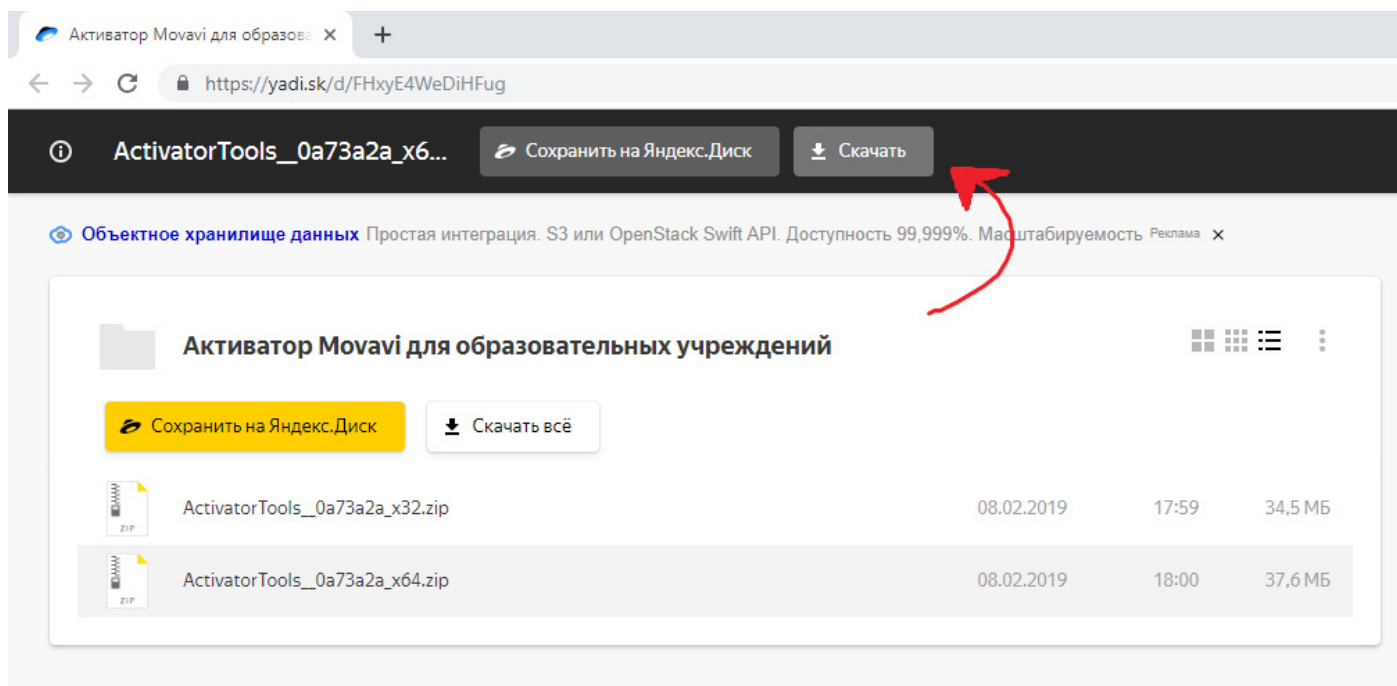 Активатор Movavi для образова
https://yadi.sk/d/FHxyE4WeDiHFug
ActivatorTools__0a73a2a_x6... Сохранить на Яндекс.Диск Скачать
Объектное хранилище данных Простая интеграция. S3 или OpenStack Swift API. Доступность 99,999%. Масштабируемость Реклама
Активатор Movavi для образовательных учреждений
Сохранить на Яндекс.Диск Скачать всё
ZIP ActivatorTools__0a73a2a_x32.zip 08.02.2019 17:59 34,5 МБ
ZIP ActivatorTools__0a73a2a_x64.zip 08.02.2019 18:00 37,6 МБ